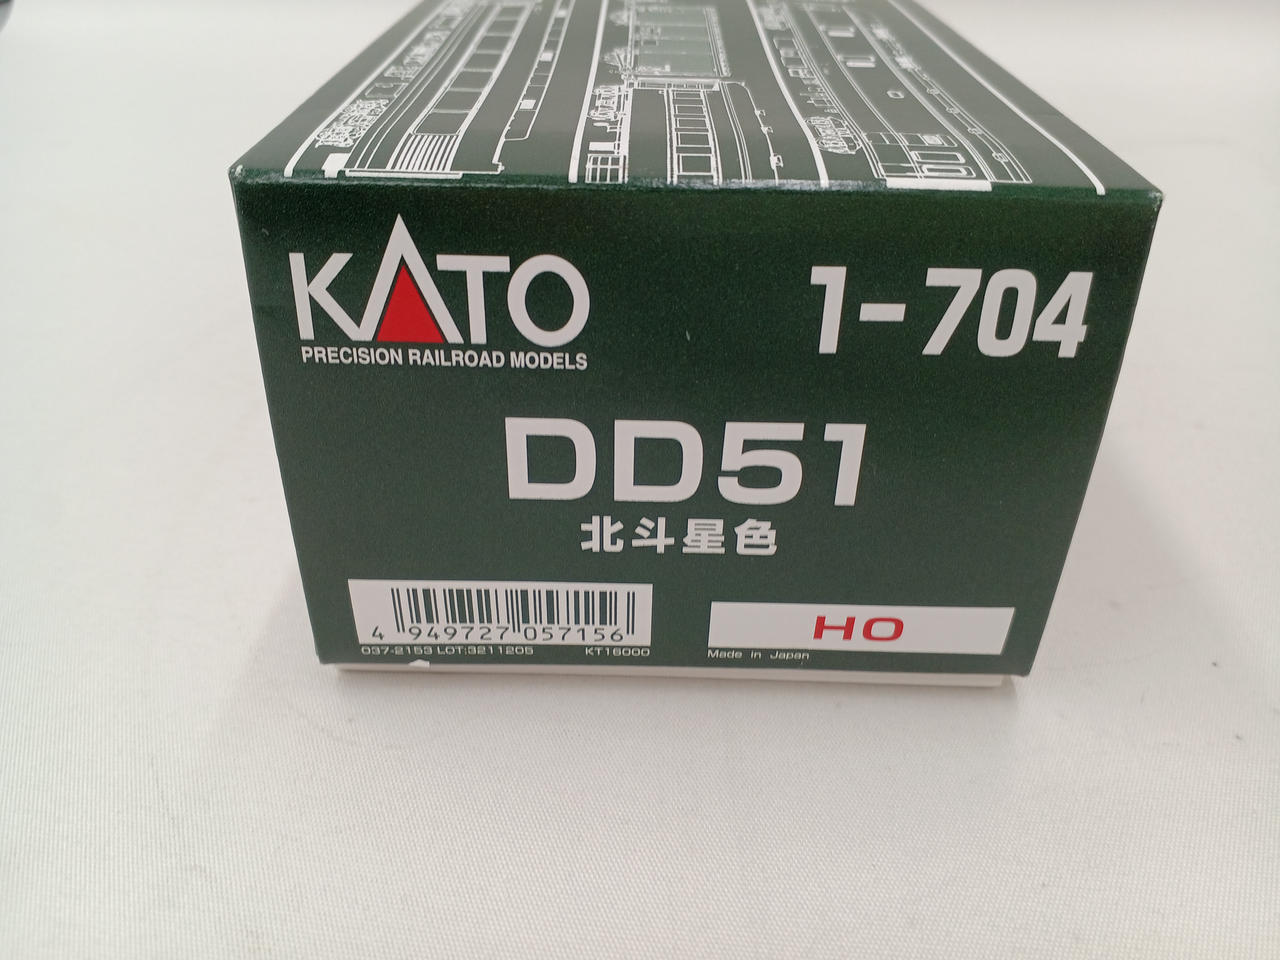 KATO
PRECISION RAILROAD MODELS
1-704
DD51
北斗星色
4 949727 057156
037-2153 LOT:3211205 KT16000
HO
Made in Japan